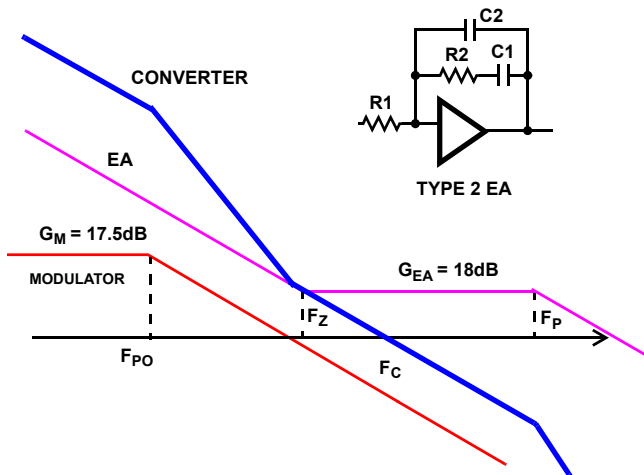 C2
R2 C1
R1
CONVERTER
EA
TYPE 2 EA
G_M = 17.5dB
G_EA = 18dB
MODULATOR
F_Z
F_P
F_PO
F_C